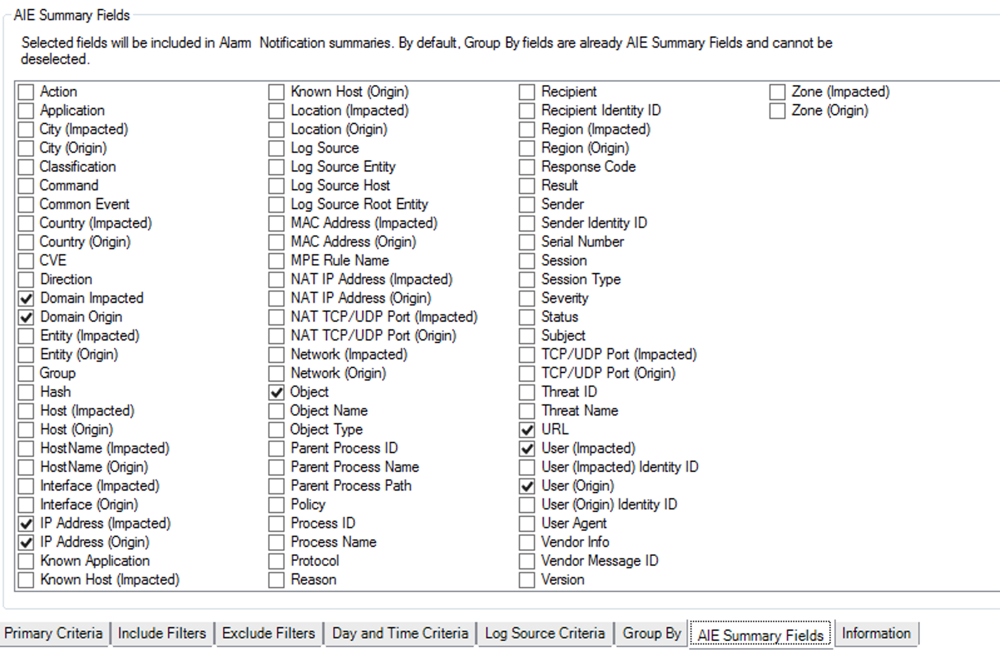 AIE Summary Fields
Selected fields will be included in Alarm Notification summaries. By default, Group By fields are already AIE Summary Fields and cannot be
deselected.
Action
Application
City (Impacted)
City (Origin)
Classification
Command
Common Event
Country (Impacted)
Country (Origin)
CVE
Direction
Domain Impacted
Domain Origin
Entity (Impacted)
Entity (Origin)
Group
Hash
Host (Impacted)
Host (Origin)
HostName (Impacted)
HostName (Origin)
Interface (Impacted)
Interface (Origin)
IP Address (Impacted)
IP Address (Origin)
Known Application
Known Host (Impacted)
Known Host (Origin)
Location (Impacted)
Location (Origin)
Log Source
Log Source Entity
Log Source Host
Log Source Root Entity
MAC Address (Impacted)
MAC Address (Origin)
MPE Rule Name
NAT IP Address (Impacted)
NAT IP Address (Origin)
NAT TCP/UDP Port (Impacted)
NAT TCP/UDP Port (Origin)
Network (Impacted)
Network (Origin)
Object
Object Name
Object Type
Parent Process ID
Parent Process Name
Parent Process Path
Policy
Process ID
Process Name
Protocol
Reason
Recipient
Recipient Identity ID
Region (Impacted)
Region (Origin)
Response Code
Result
Sender
Sender Identity ID
Serial Number
Session
Session Type
Severity
Status
Subject
TCP/UDP Port (Impacted)
TCP/UDP Port (Origin)
Threat ID
Threat Name
URL
User (Impacted)
User (Impacted) Identity ID
User (Origin)
User (Origin) Identity ID
User Agent
Vendor Info
Vendor Message ID
Version
Zone (Impacted)
Zone (Origin)
Primary Criteria Include Filters Exclude Filters Day and Time Criteria Log Source Criteria Group By AIE Summary Fields Information